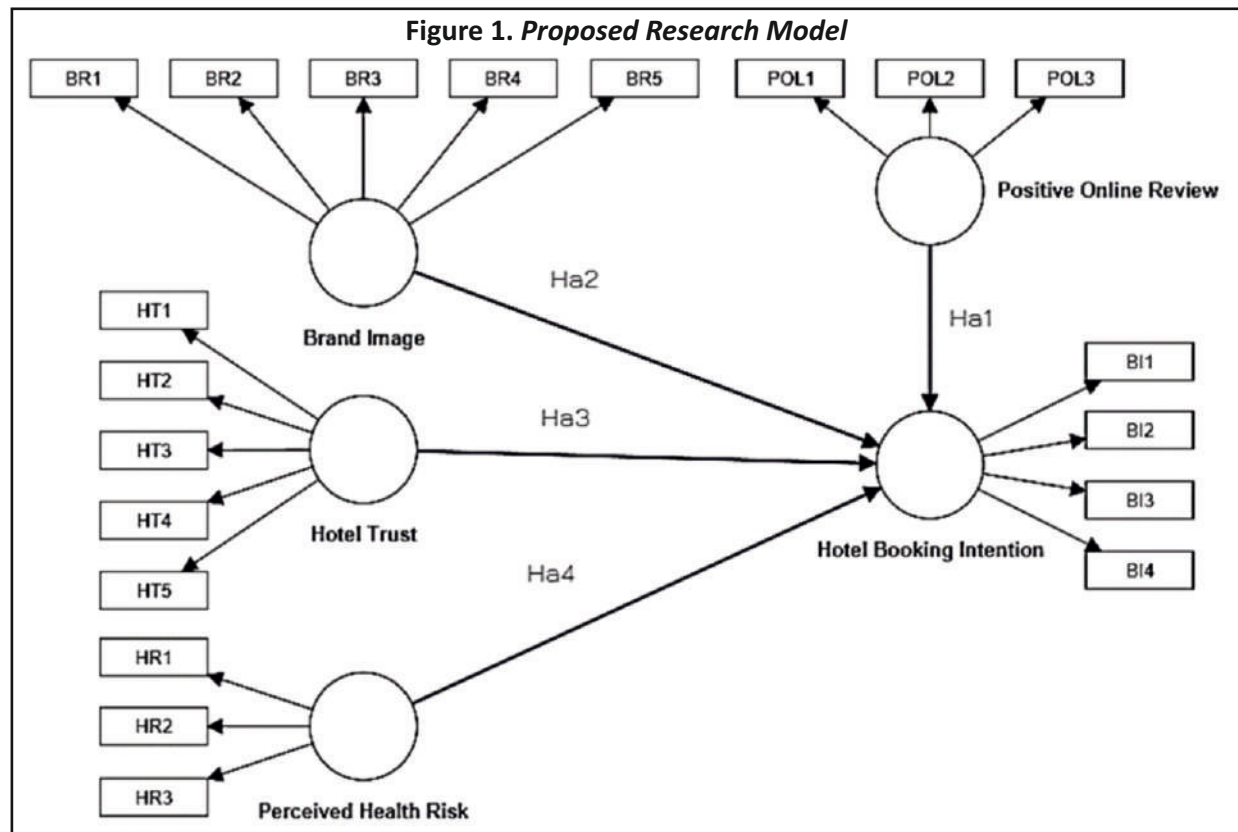 Figure 1. Proposed Research Model
BR1
BR2
BR3
BR4
BR5
POL1
POL2
POL3
Positive Online Review
Ha2
Ha1
Brand Image
HT1
HT2
HT3
HT4
HT5
Ha3
Hotel Trust
BI1
BI2
BI3
BI4
Hotel Booking Intention
Ha4
HR1
HR2
HR3
Perceived Health Risk